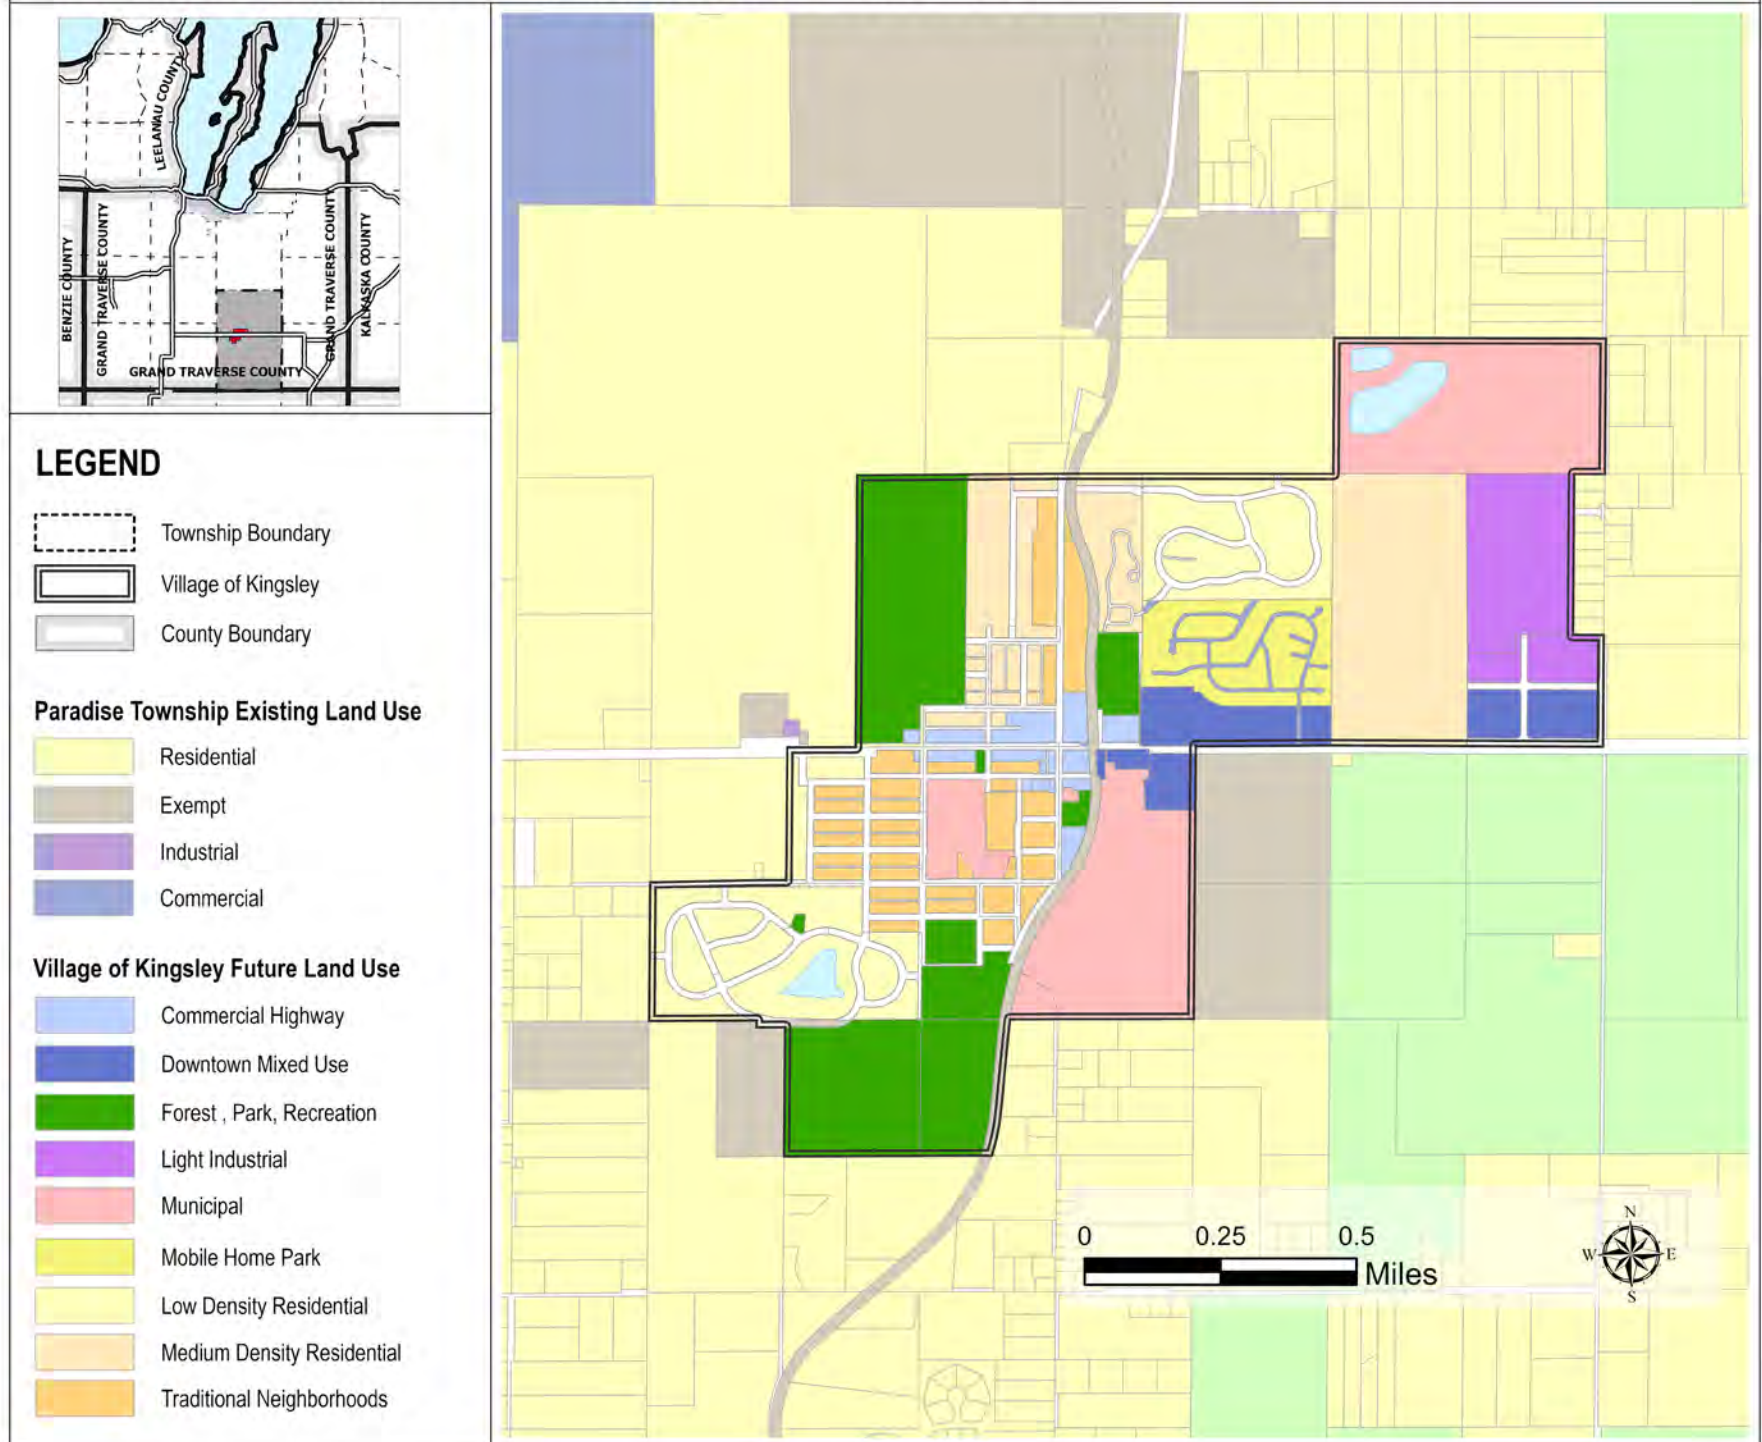 LEELANAU COUNTY
BENZIE COUNTY
GRAND TRAVERSE COUNTY
GRAND TRAVERSE COUNTY
KALKASKA COUNTY
GRAND TRAVERSE COUNTY
LEGEND
Township Boundary
Village of Kingsley
County Boundary
Paradise Township Existing Land Use
Residential
Exempt
Industrial
Commercial
Village of Kingsley Future Land Use
Commercial Highway
Downtown Mixed Use
Forest , Park, Recreation
Light Industrial
Municipal
Mobile Home Park
Low Density Residential
Medium Density Residential
Traditional Neighborhoods
0 0.25 0.5
Miles
N
W E
S